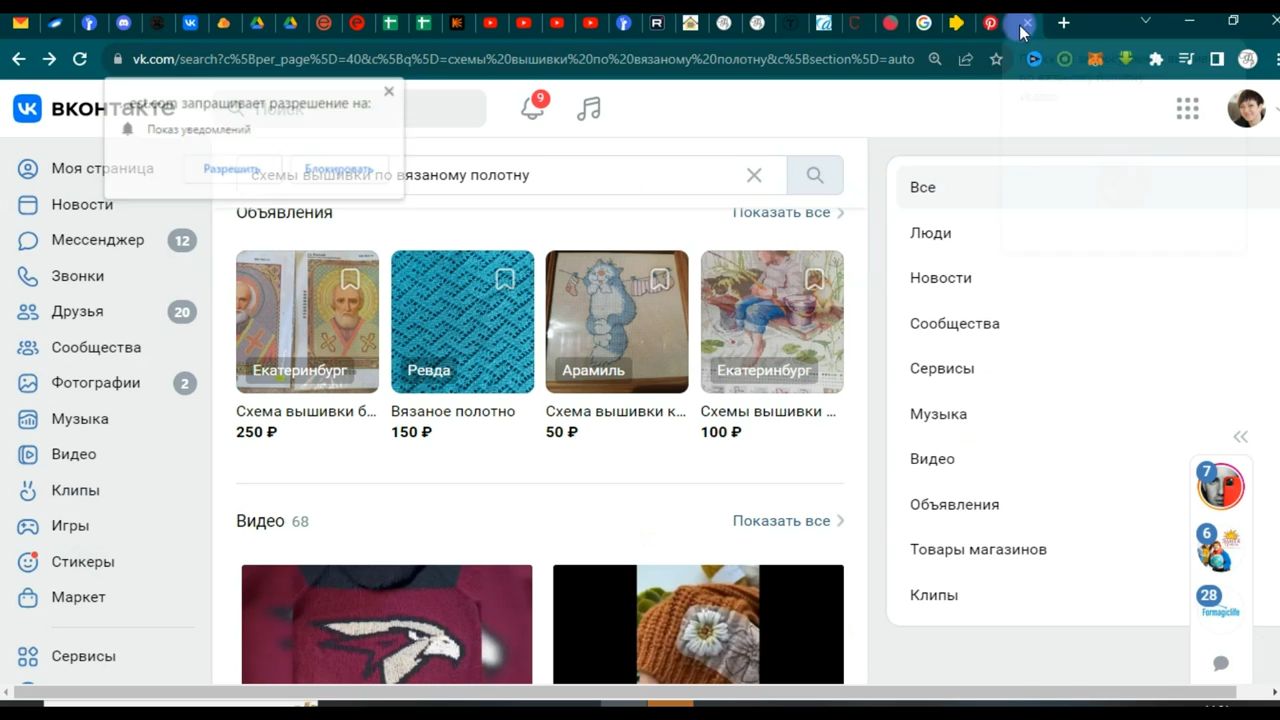 vk.com/search?c%5Bper_page%5D=40&c%5Bq%5D=схемы%20вышивки%20по%20вязаному%20полотну&c%5Bsection%5D=auto
est.com запрашивает разрешение на:
Показ уведомлений
Разрешить
Блокировать
ВКОНТАКТЕ
Поиск
9
Моя страница
Новости
Мессенджер 12
Звонки
Друзья 20
Сообщества
Фотографии 2
Музыка
Видео
Клипы
Игры
Стикеры
Маркет
Сервисы
схемы вышивки по вязаному полотну
Объявления
Показать все
Екатеринбург
Ревда
Арамиль
Екатеринбург
Схема вышивки б...
250 ₽
Вязаное полотно
150 ₽
Схема вышивки к...
50 ₽
Схемы вышивки ...
100 ₽
Видео 68
Показать все
Все
Люди
Новости
Сообщества
Сервисы
Музыка
Видео
Объявления
Товары магазинов
Клипы
7
6
28
Formagiclife